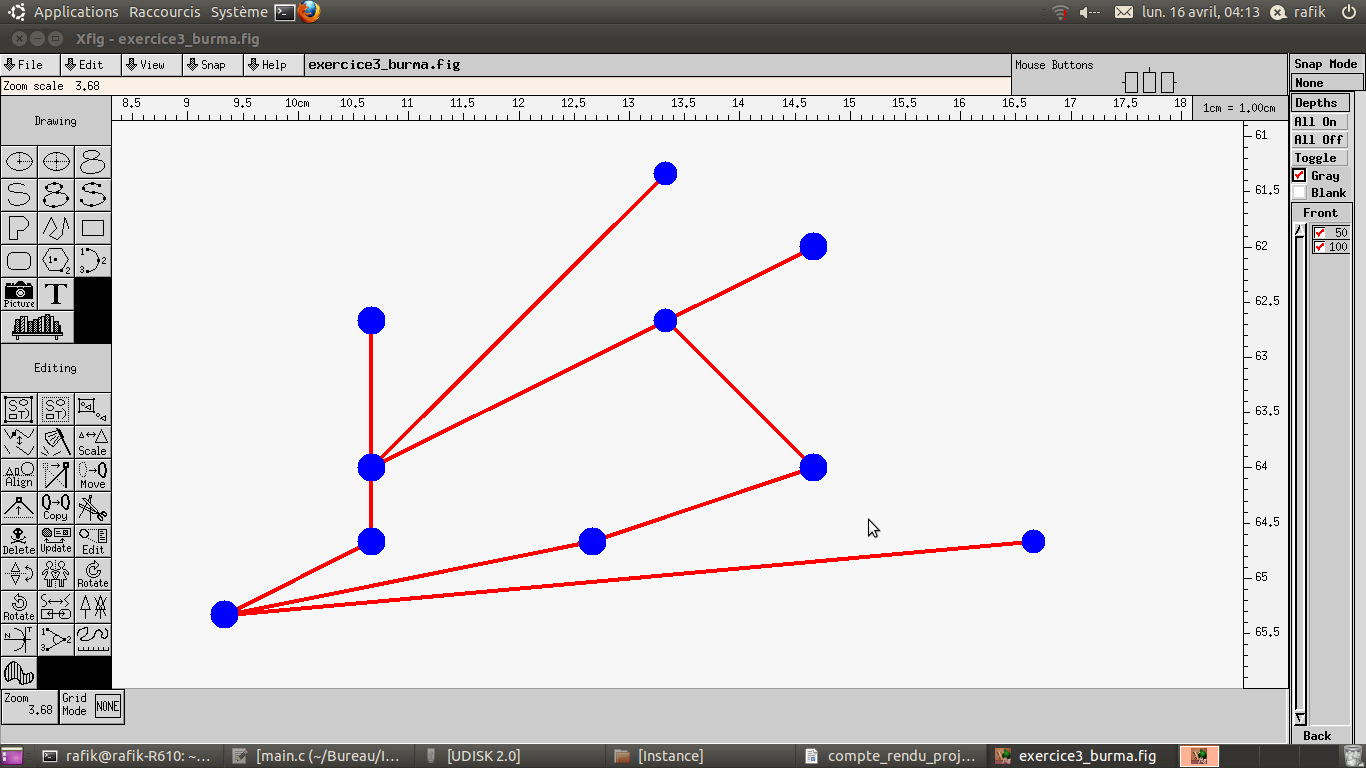 Applications Raccourcis Système lun. 16 avril, 04:13 rafik
Xfig - exercice3_burma.fig
File Edit View Snap Help exercice3_burma.fig Mouse Buttons
Zoom scale 3.68
8.5 9 9.5 10cm 10.5 11 11.5 12 12.5 13 13.5 14 14.5 15 15.5 16 16.5 17 17.5 18 1cm = 1.00cm
Snap Mode
None
Depths
All On
All Off
Toggle
Gray
Blank
Front
50
100
Back
61
61.5
62
62.5
63
63.5
64
64.5
65
65.5
Drawing
1 2
3
Picture T
Editing
Scale
Align Move
Copy
Delete Update Edit
Rotate
Rotate
Zoom Grid
3.68 Mode NONE
rafik@rafik-R610: ~... [main.c (~/Bureau/I... [UDISK 2.0] [Instance] compte_rendu_proj... exercice3_burma.fig